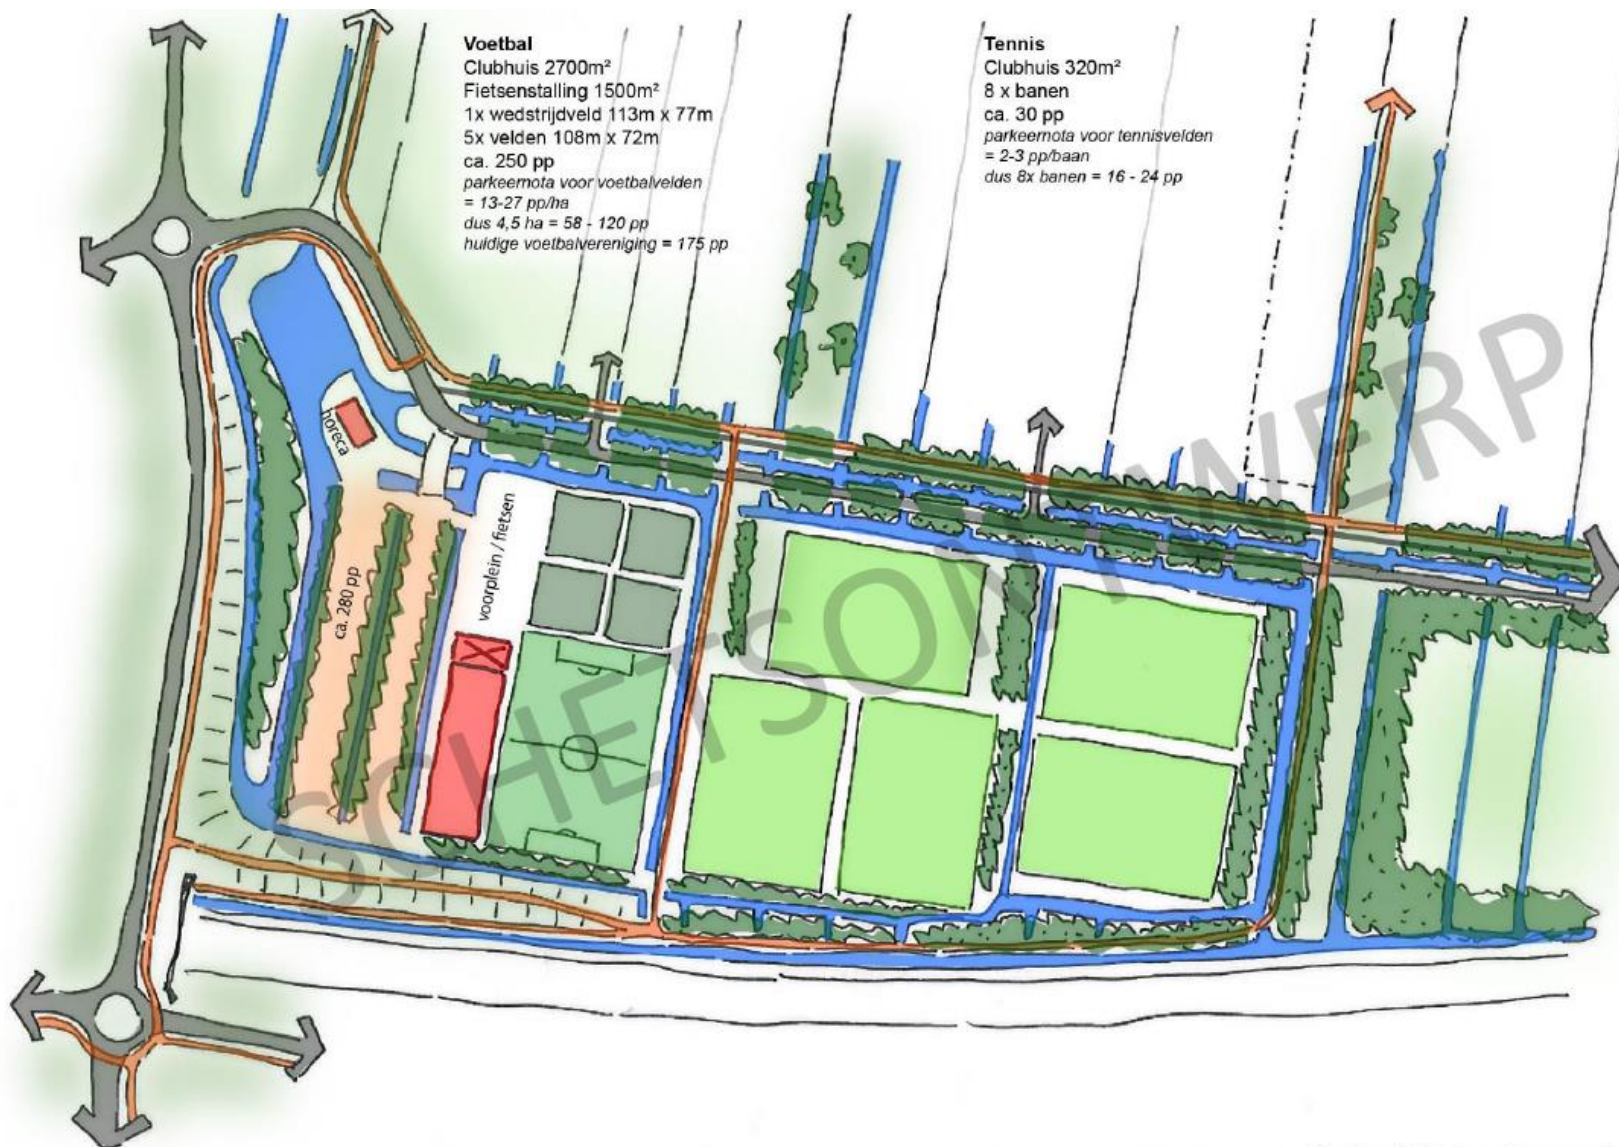 Voetbal
Clubhuis 2700m²
Fietsenstalling 1500m²
1x wedstrijdveld 113m x 77m
5x velden 108m x 72m
ca. 250 pp
parkeernota voor voetbalvelden
= 13-27 pp/ha
dus 4,5 ha = 58 - 120 pp
huidige voetbalvereniging = 175 pp
Tennis
Clubhuis 320m²
8 x banen
ca. 30 pp
parkeernota voor tennisvelden
= 2-3 pp/baan
dus 8x banen = 16 - 24 pp
horeca
voorplein / fietsen
ca. 280 pp
SCHETSONTWERP